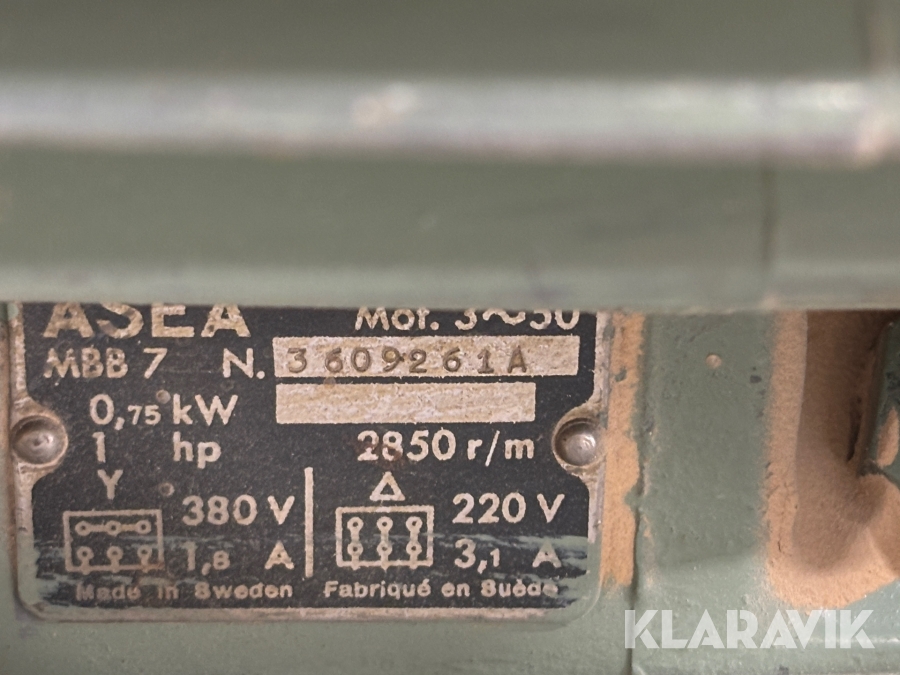 ASEA Mot. 3~50
MBB 7 N. 3609261A
0,75 kW
1 hp 2850 r/m
Y 380 V △ 220 V
1,8 A 3,1 A
Made in Sweden Fabriqué en Suède
KLARAVIK